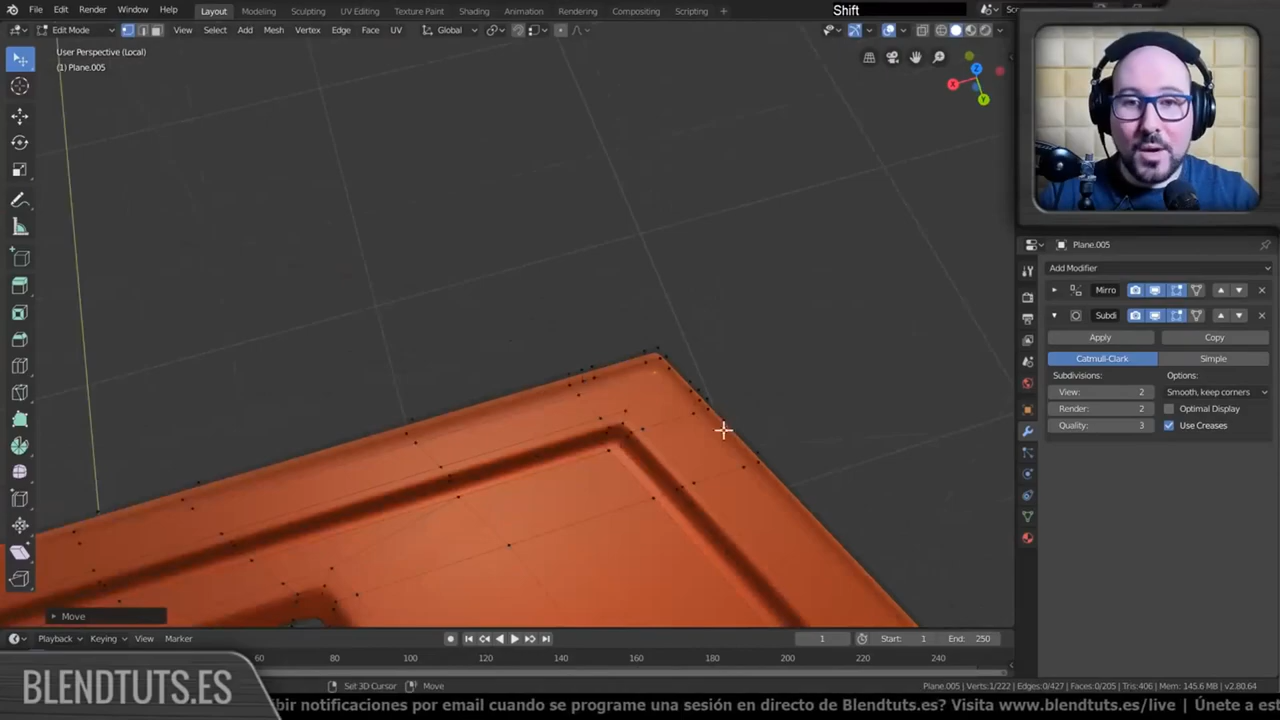 File Edit Render Window Help Layout Modeling Sculpting UV Editing Texture Paint Shading Animation Rendering Compositing Scripting
Shift
Edit Mode View Select Add Mesh Vertex Edge Face UV Global
User Perspective (Local)
(1) Plane.005
X
Y
Z
Plane.005
Add Modifier
Mirro
Subdi
Apply Copy
Catmull-Clark Simple
Subdivisions: Options:
View: 2 Smooth, keep corners
Render: 2 Optimal Display
Quality: 3 Use Creases
Move
Playback Keying View Marker 1 Start: 1 End: 250
60 80 100 120 140 160 180 200 220 240
Set 3D Cursor Move Plane.005 | Verts:1/222 | Edges:0/427 | Faces:0/205 | Tris:406 | Mem: 145.6 MB | v2.80.64
BLENDTUTS.ES
ibir notificaciones por email cuando se programe una sesión en directo de Blendtuts.es? Visita www.blendtuts.es/live | Únete a est